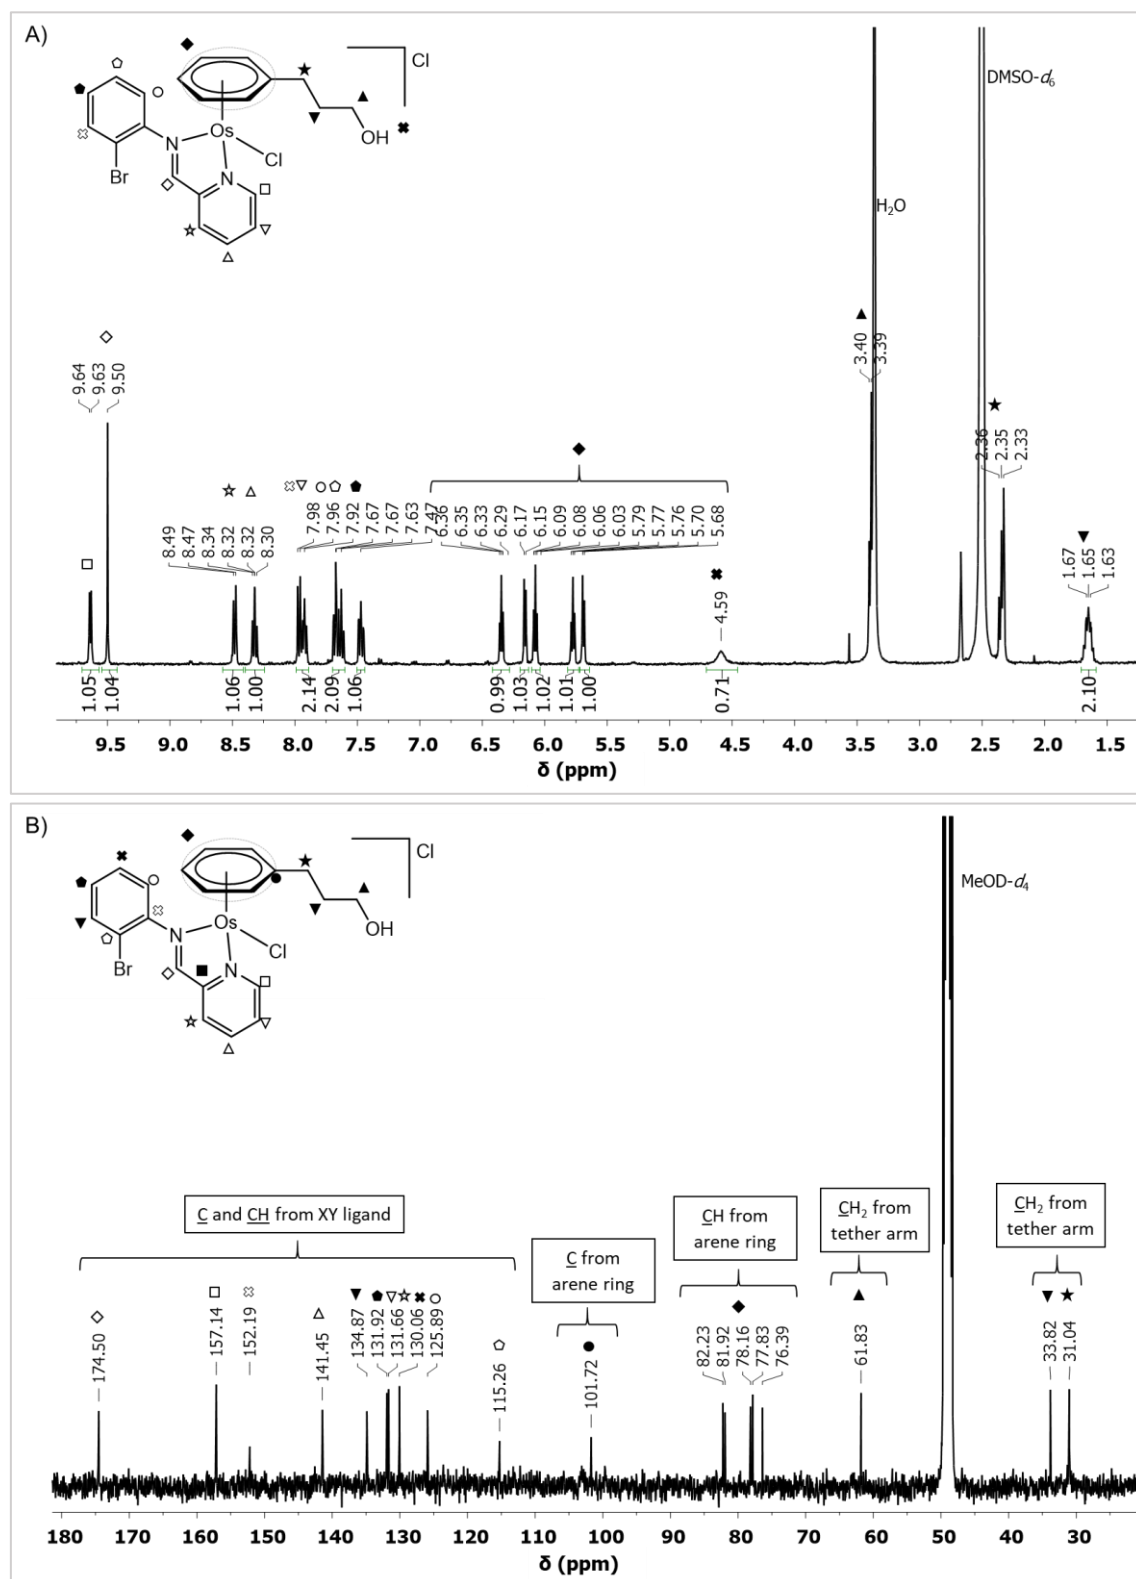 A)
Cl
Os
N
Cl
N
Br
OH
DMSO-d6
H2O
9.64
9.63
9.50
8.49
8.47
8.34
8.32
8.32
8.30
7.98
7.96
7.92
7.67
7.67
7.63
7.47
6.36
6.35
6.33
6.29
6.17
6.15
6.09
6.08
6.06
6.03
5.79
5.77
5.76
5.70
5.68
4.59
3.40
3.39
2.36
2.35
2.33
1.67
1.65
1.63
1.05
1.04
1.06
1.00
2.14
2.09
1.06
0.99
1.03
1.02
1.01
1.00
0.71
2.10
9.5 9.0 8.5 8.0 7.5 7.0 6.5 6.0 5.5 5.0 4.5 4.0 3.5 3.0 2.5 2.0 1.5
δ (ppm)
B)
Cl
Os
N
Cl
N
Br
OH
MeOD-d4
C and CH from XY ligand
C from
arene ring
CH from
arene ring
CH2 from
tether arm
CH2 from
tether arm
174.50
157.14
152.19
141.45
134.87
131.92
131.66
130.06
125.89
115.26
101.72
82.23
81.92
78.16
77.83
76.39
61.83
33.82
31.04
180 170 160 150 140 130 120 110 100 90 80 70 60 50 40 30
δ (ppm)